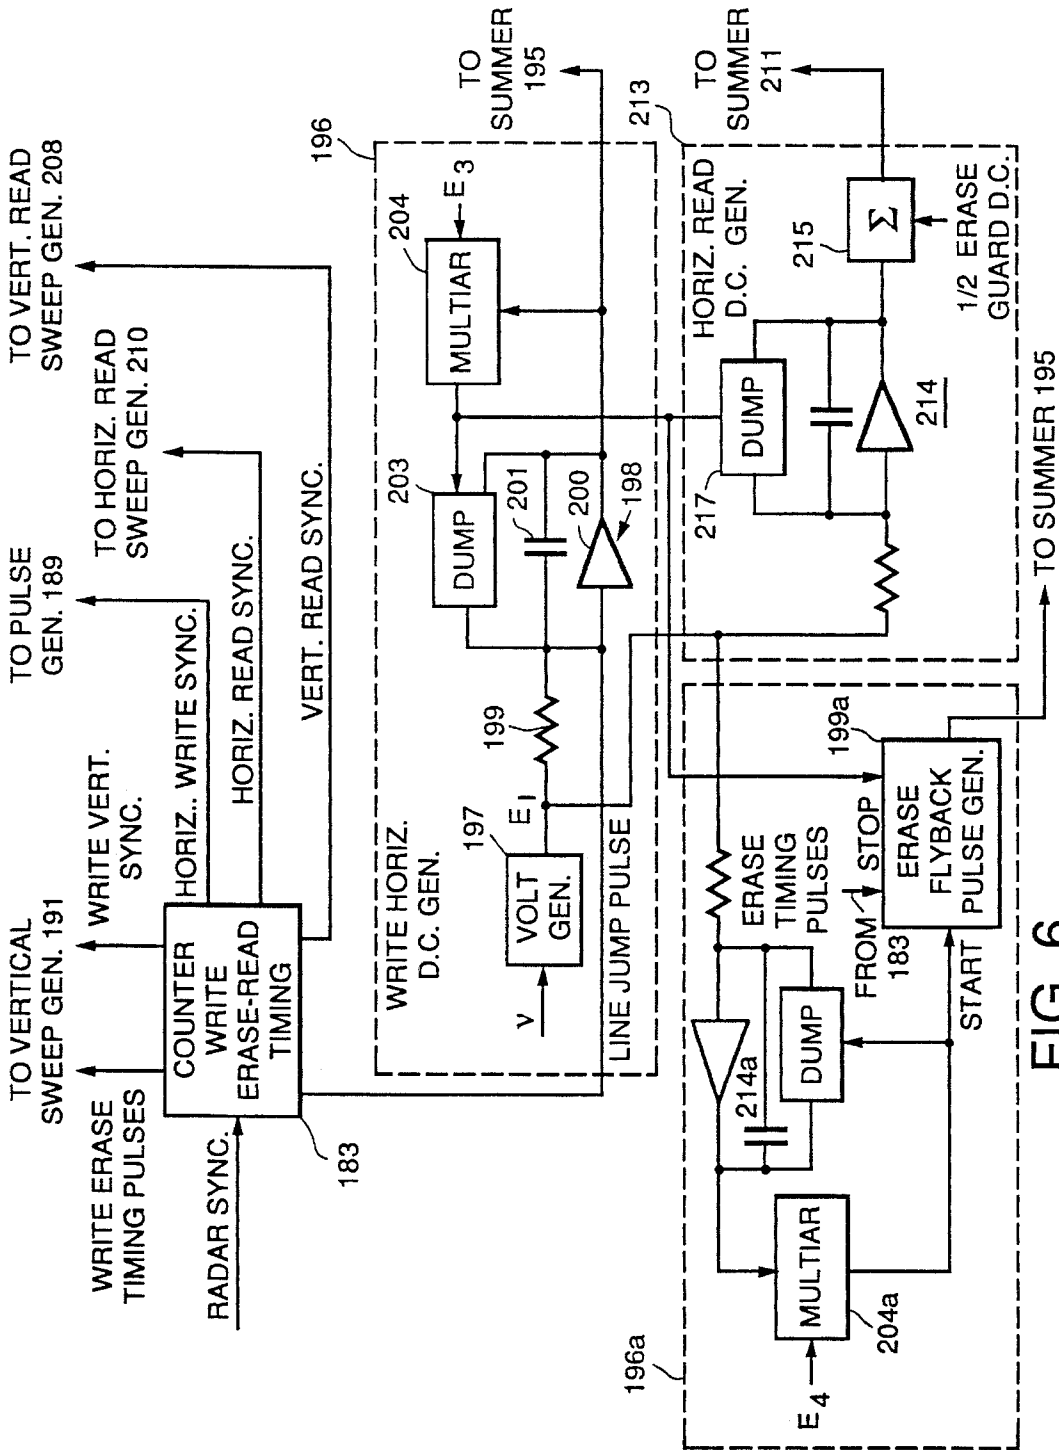 TO VERTICAL
SWEEP GEN. 191
WRITE VERT.
SYNC.
TO PULSE
GEN. 189
TO HORIZ. READ
SWEEP GEN. 210
TO VERT. READ
SWEEP GEN. 208
WRITE ERASE
TIMING PULSES
HORIZ.. WRITE SYNC.
HORIZ. READ SYNC.
VERT. READ SYNC.
RADAR SYNC.
COUNTER
WRITE
ERASE-READ
TIMING
183
WRITE HORIZ.
D.C. GEN.
196
TO
SUMMER
195
ν
VOLT
GEN.
197
E1
199
DUMP
203
201
200
198
MULTIAR
204
E3
LINE JUMP PULSE
196a
E4
MULTIAR
204a
214a
DUMP
ERASE
TIMING
PULSES
FROM
183
STOP
START
ERASE
FLYBACK
PULSE GEN.
199a
TO SUMMER 195
HORIZ. READ
D.C. GEN.
213
217
DUMP
214
215
Σ
1/2 ERASE
GUARD D.C.
TO
SUMMER
211
FIG. 6